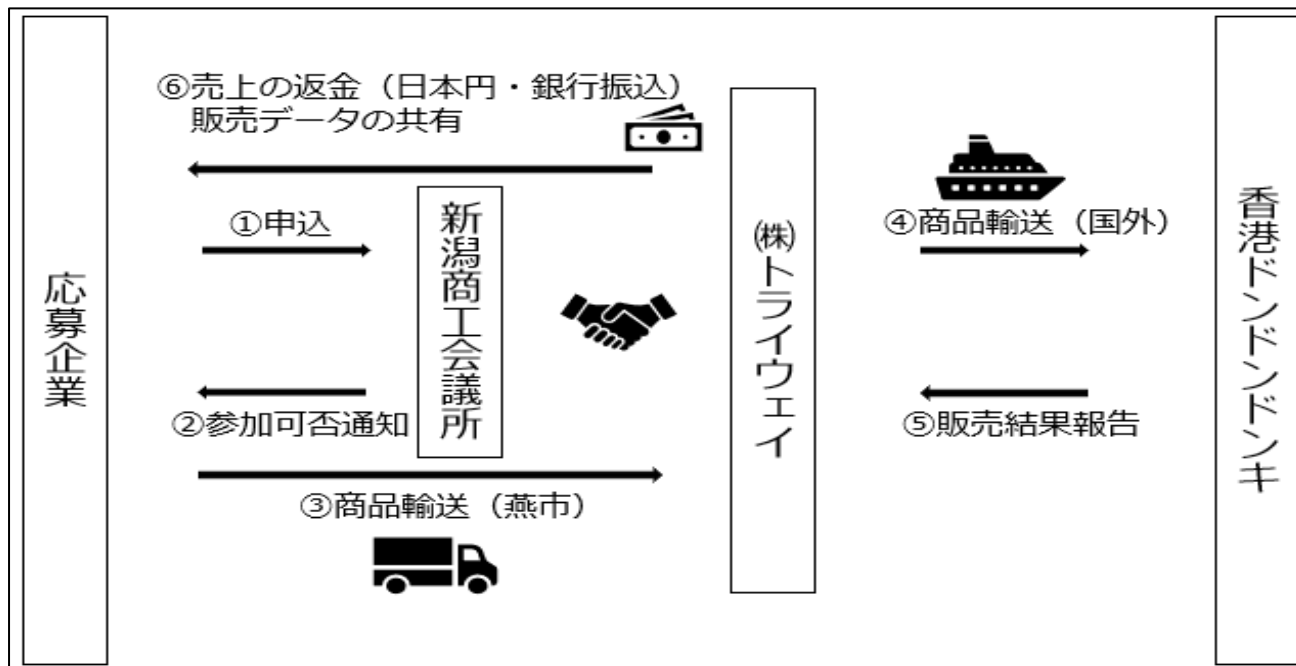 ⑥売上の返金（日本円・銀行振込）
販売データの共有
①申込
④商品輸送（国外）
応募企業
新潟商工会議所
㈱トライウェイ
香港ドンドンドンキ
②参加可否通知
⑤販売結果報告
③商品輸送（燕市）